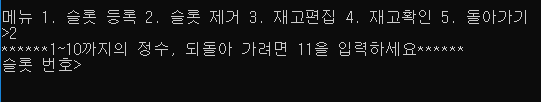 메뉴 1. 슬롯 등록 2. 슬롯 제거 3. 재고편집 4. 재고확인 5. 돌아가기
>2
******1~10까지의 정수, 되돌아 가려면 11을 입력하세요******
슬롯 번호>